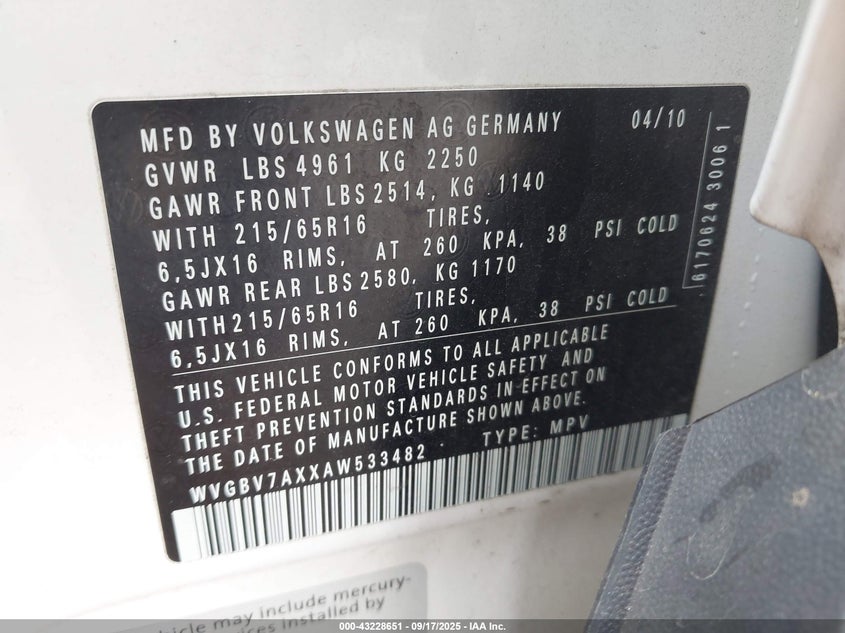 MFD BY VOLKSWAGEN AG GERMANY 04/10
GVWR LBS 4961 KG 2250
GAWR FRONT LBS 2514, KG 1140
WITH 215/65R16 TIRES,
6,5JX16 RIMS, AT 260 KPA, 38 PSI COLD
GAWR REAR LBS 2580, KG 1170
WITH 215/65R16 TIRES,
6,5JX16 RIMS, AT 260 KPA, 38 PSI COLD
THIS VEHICLE CONFORMS TO ALL APPLICABLE
U.S. FEDERAL MOTOR VEHICLE SAFETY AND
THEFT PREVENTION STANDARDS IN EFFECT ON
THE DATE OF MANUFACTURE SHOWN ABOVE.
WVGBV7AXXAW533482 TYPE: MPV
6170624 3006 1
may include mercury-
installed by
000-43228651 - 09/17/2025 - IAA Inc.